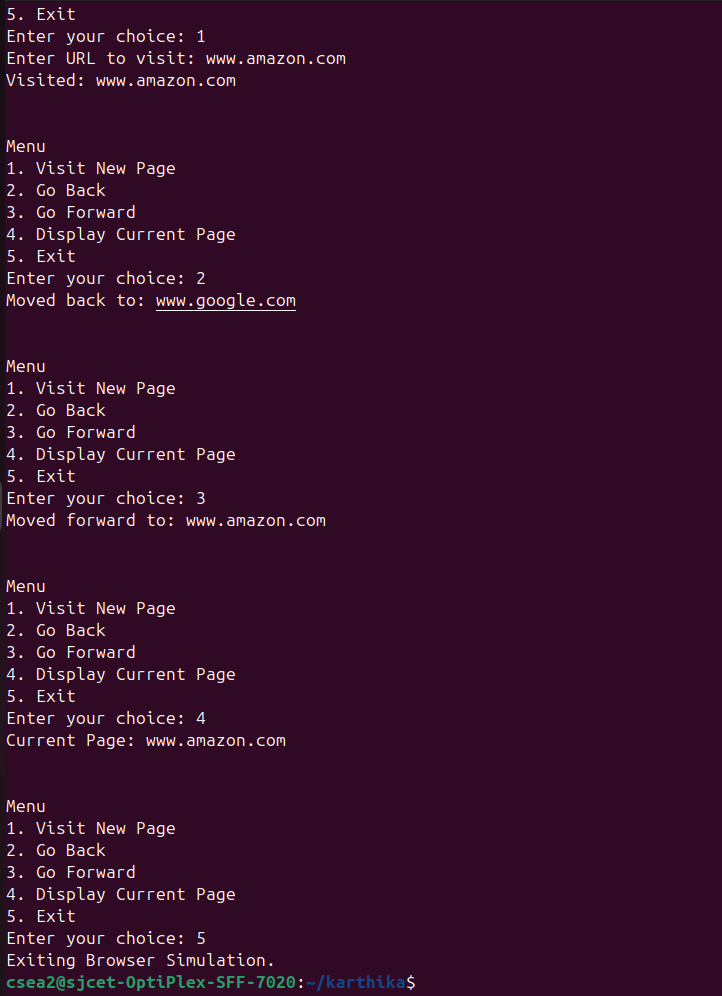 5. Exit
Enter your choice: 1
Enter URL to visit: www.amazon.com
Visited: www.amazon.com
Menu
1. Visit New Page
2. Go Back
3. Go Forward
4. Display Current Page
5. Exit
Enter your choice: 2
Moved back to: www.google.com
Menu
1. Visit New Page
2. Go Back
3. Go Forward
4. Display Current Page
5. Exit
Enter your choice: 3
Moved forward to: www.amazon.com
Menu
1. Visit New Page
2. Go Back
3. Go Forward
4. Display Current Page
5. Exit
Enter your choice: 4
Current Page: www.amazon.com
Menu
1. Visit New Page
2. Go Back
3. Go Forward
4. Display Current Page
5. Exit
Enter your choice: 5
Exiting Browser Simulation.
csea2@sjcet-OptiPlex-SFF-7020:~/karthika$